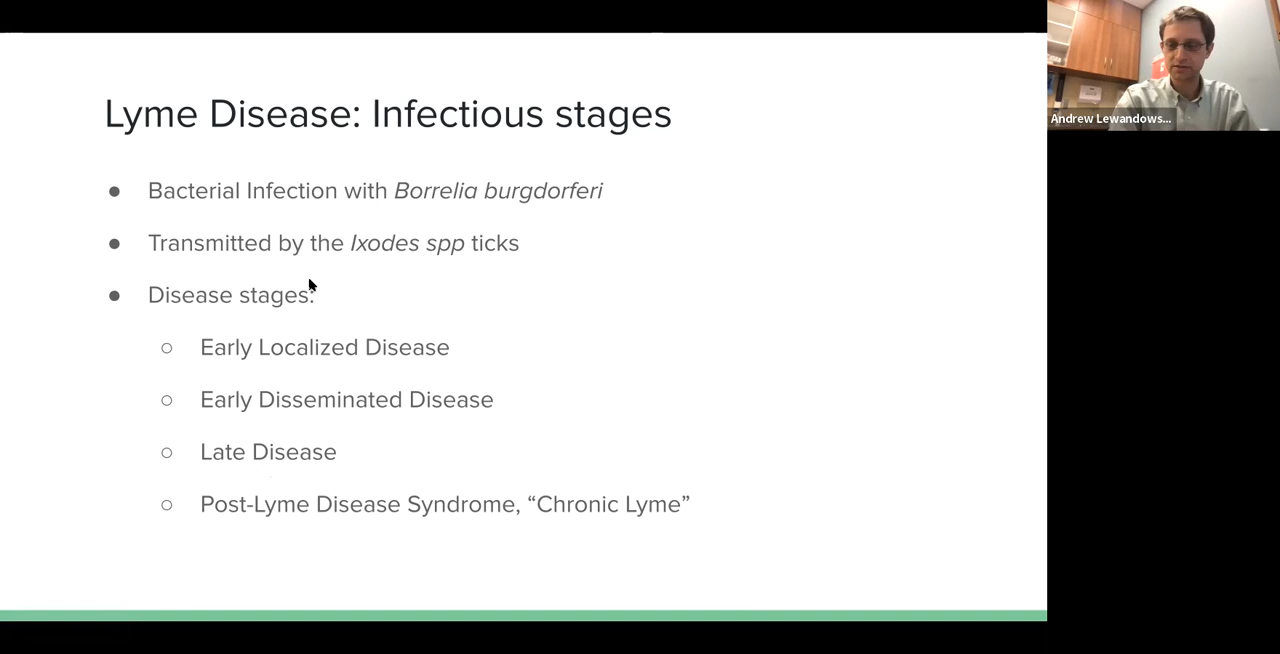 Lyme Disease: Infectious stages
● Bacterial Infection with Borrelia burgdorferi
● Transmitted by the Ixodes spp ticks
● Disease stages:
○ Early Localized Disease
○ Early Disseminated Disease
○ Late Disease
○ Post-Lyme Disease Syndrome, “Chronic Lyme”
Andrew Lewandows...